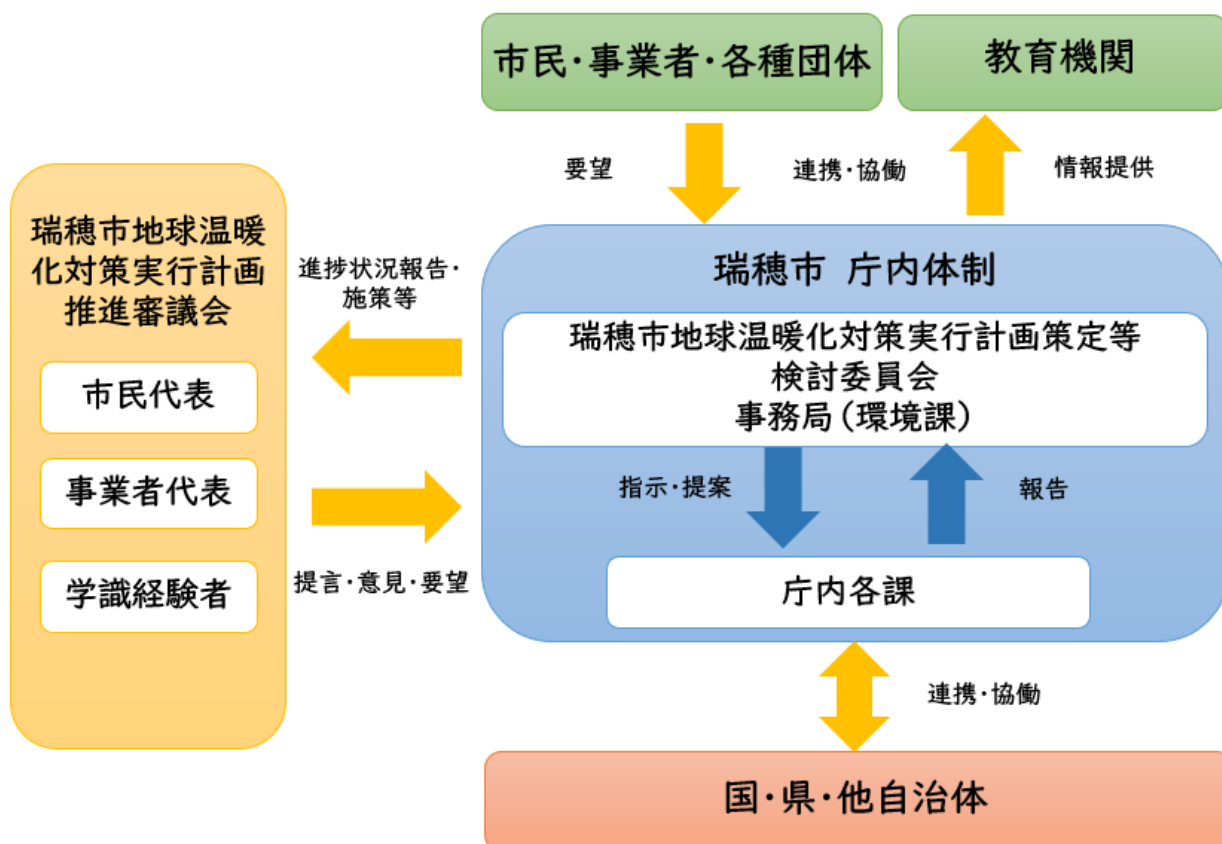 市民・事業者・各種団体
教育機関
要望
連携・協働
情報提供
瑞穂市地球温暖
化対策実行計画
推進審議会
市民代表
事業者代表
学識経験者
進捗状況報告・
施策等
提言・意見・要望
瑞穂市 庁内体制
瑞穂市地球温暖化対策実行計画策定等
検討委員会
事務局(環境課)
指示・提案
報告
庁内各課
連携・協働
国・県・他自治体